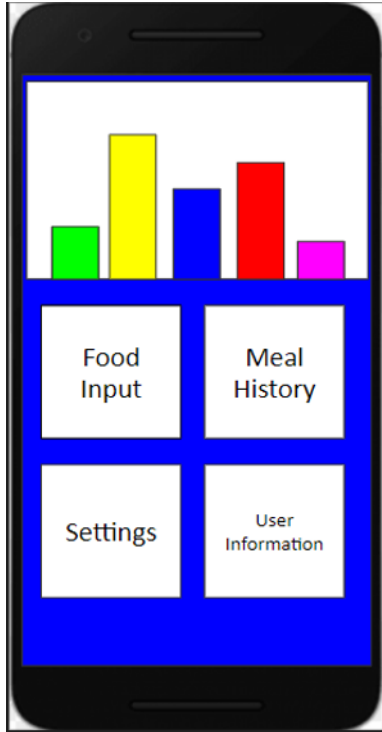 Food
Input
Meal
History
Settings
User
Information